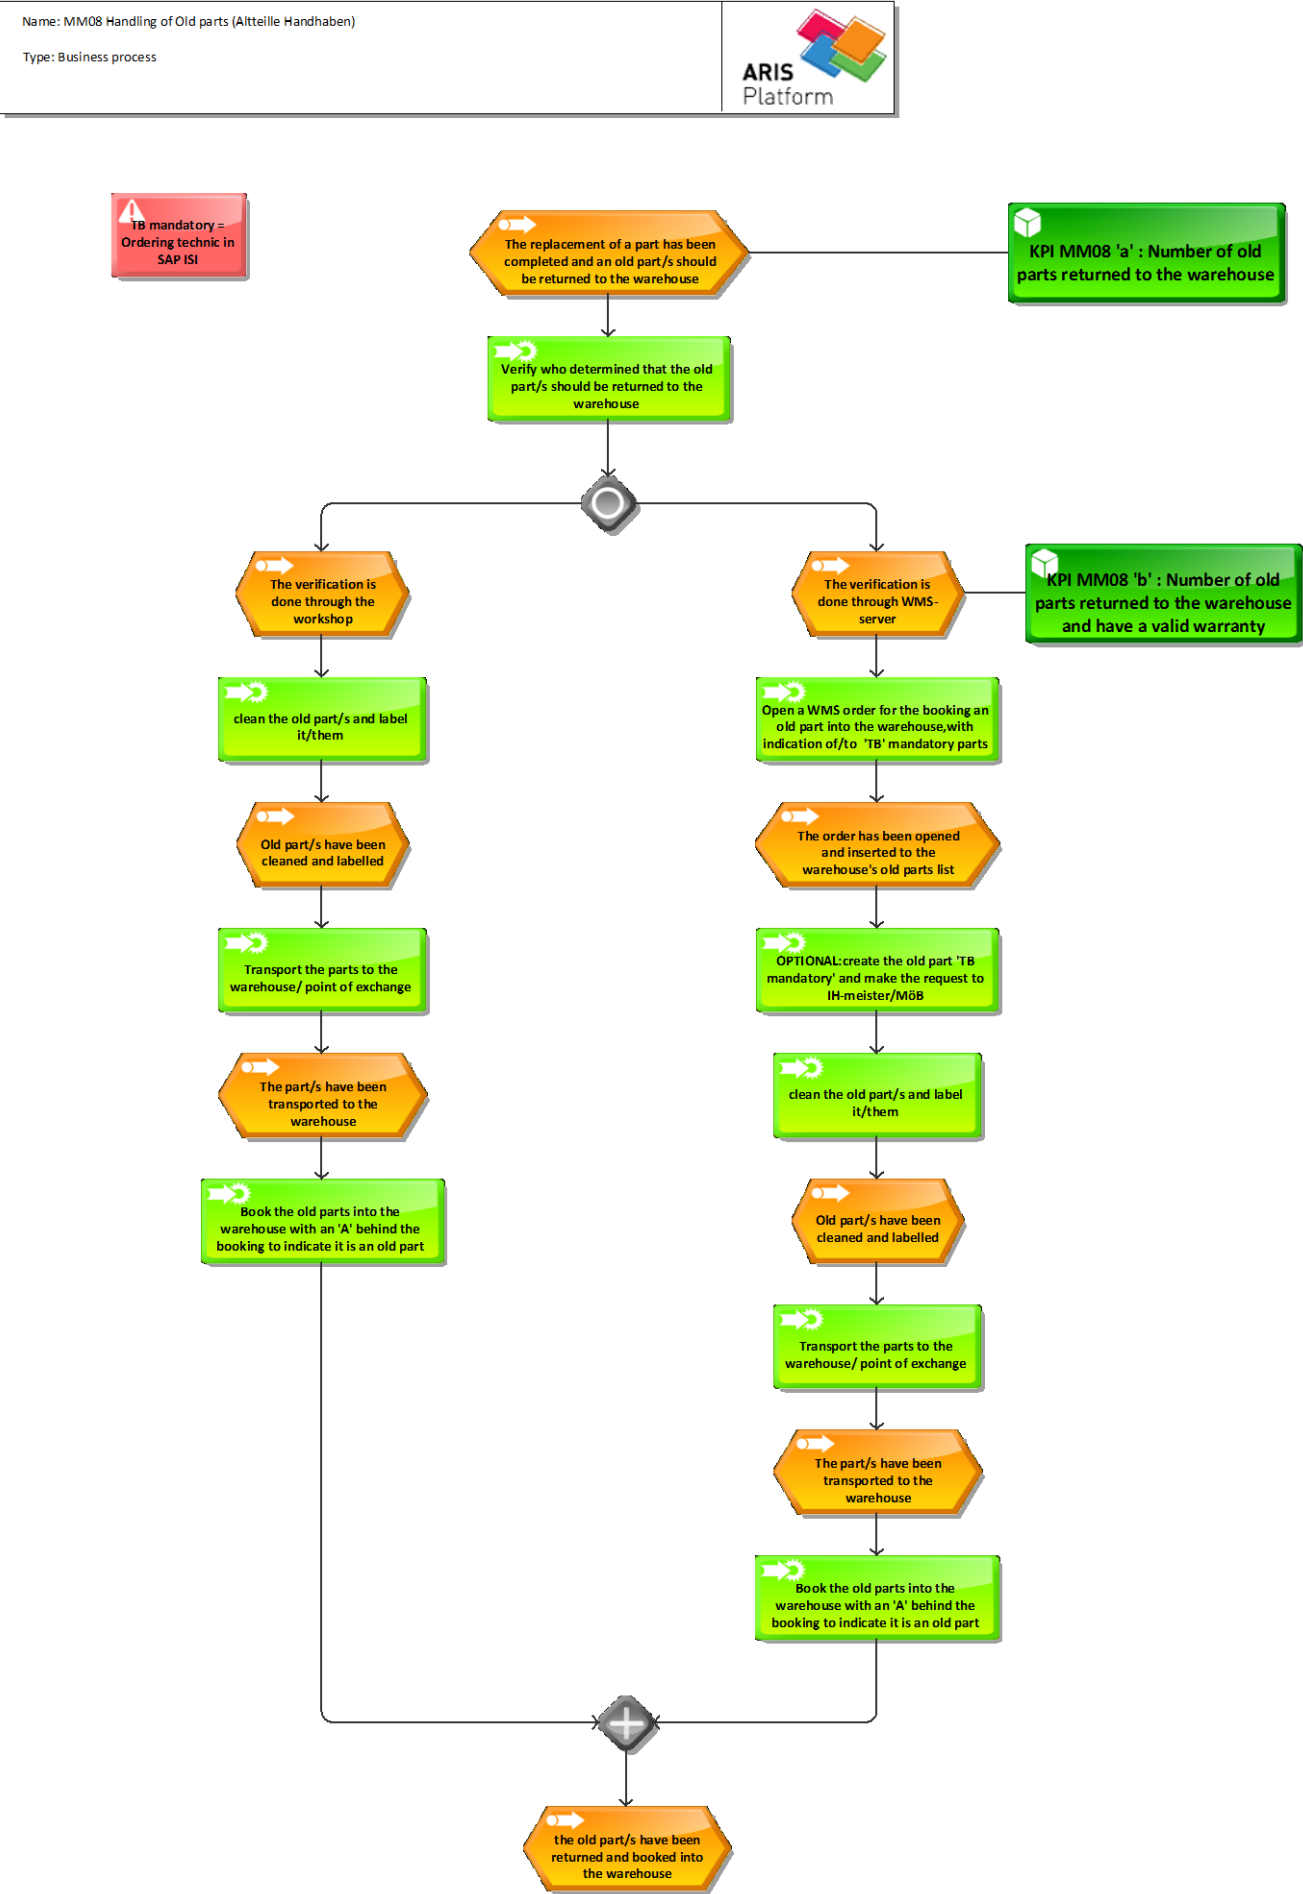 Name: MM08 Handling of Old parts (Altteille Handhaben)
Type: Business process
ARIS
Platform
TB mandatory =
Ordering technic in
SAP ISI
The replacement of a part has been
completed and an old part/s should
be returned to the warehouse
KPI MM08 'a' : Number of old
parts returned to the warehouse
Verify who determined that the old
part/s should be returned to the
warehouse
The verification is
done through the
workshop
The verification is
done through WMS-
server
KPI MM08 'b' : Number of old
parts returned to the warehouse
and have a valid warranty
clean the old part/s and label
it/them
Open a WMS order for the booking an
old part into the warehouse,with
indication of/to 'TB' mandatory parts
Old part/s have been
cleaned and labelled
The order has been opened
and inserted to the
warehouse's old parts list
Transport the parts to the
warehouse/ point of exchange
OPTIONAL:create the old part 'TB
mandatory' and make the request to
IH-meister/MöB
The part/s have been
transported to the
warehouse
clean the old part/s and label
it/them
Book the old parts into the
warehouse with an 'A' behind the
booking to indicate it is an old part
Old part/s have been
cleaned and labelled
Transport the parts to the
warehouse/ point of exchange
The part/s have been
transported to the
warehouse
Book the old parts into the
warehouse with an 'A' behind the
booking to indicate it is an old part
the old part/s have been
returned and booked into
the warehouse